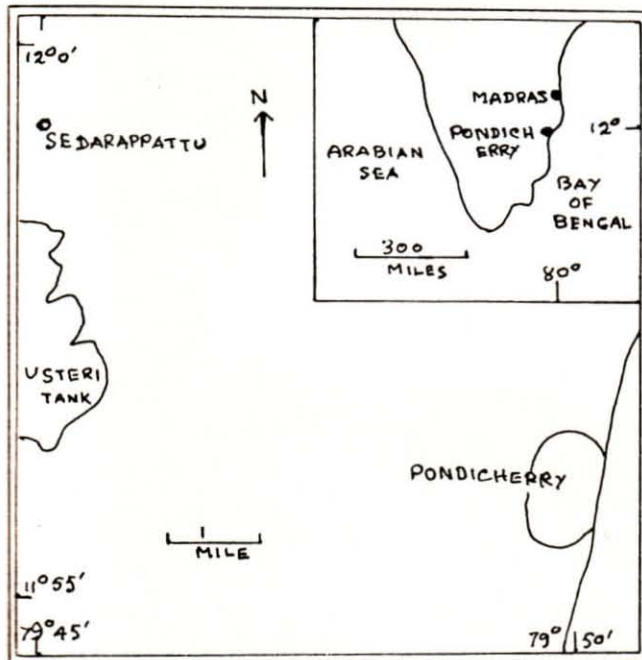 12°0'
SEDARAPPATTU
N
MADRAS
PONDICH
ERRY
12°
ARABIAN
SEA
BAY
OF
BENGAL
300
MILES
80°
USTERI
TANK
PONDICHERRY
1
MILE
11°55'
79°45'
79° 50'